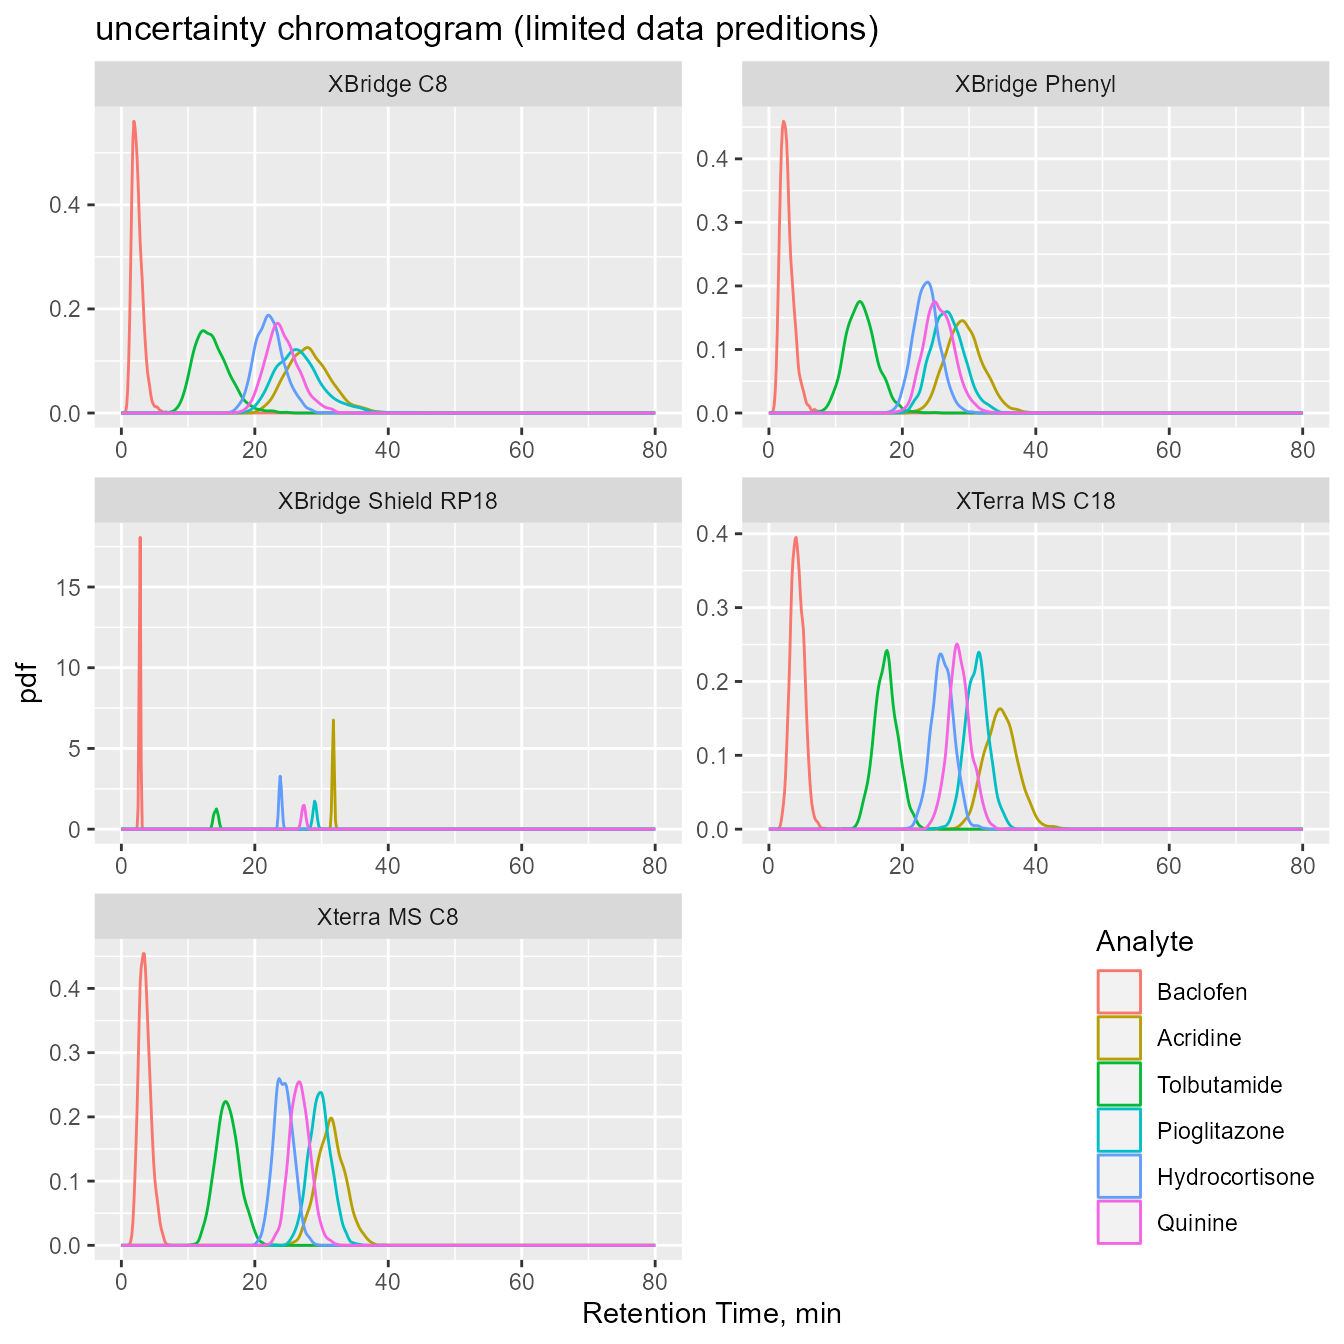 uncertainty chromatogram (limited data preditions)
XBridge C8
XBridge Phenyl
0.4
0.2
0.0
0.4
0.3
0.2
0.1
0.0
0 20 40 60 80
0 20 40 60 80
XBridge Shield RP18
XTerra MS C18
15
10
5
0
0.4
0.3
0.2
0.1
0.0
0 20 40 60 80
0 20 40 60 80
pdf
Xterra MS C8
0.4
0.3
0.2
0.1
0.0
0 20 40 60 80
Analyte
Baclofen
Acridine
Tolbutamide
Pioglitazone
Hydrocortisone
Quinine
Retention Time, min